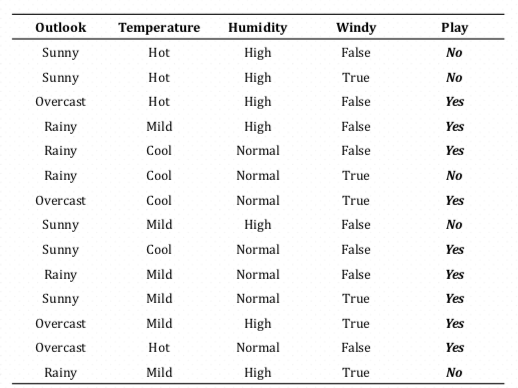 Outlook Temperature Humidity Windy Play
Sunny Hot High False No
Sunny Hot High True No
Overcast Hot High False Yes
Rainy Mild High False Yes
Rainy Cool Normal False Yes
Rainy Cool Normal True No
Overcast Cool Normal True Yes
Sunny Mild High False No
Sunny Cool Normal False Yes
Rainy Mild Normal False Yes
Sunny Mild Normal True Yes
Overcast Mild High True Yes
Overcast Hot Normal False Yes
Rainy Mild High True No